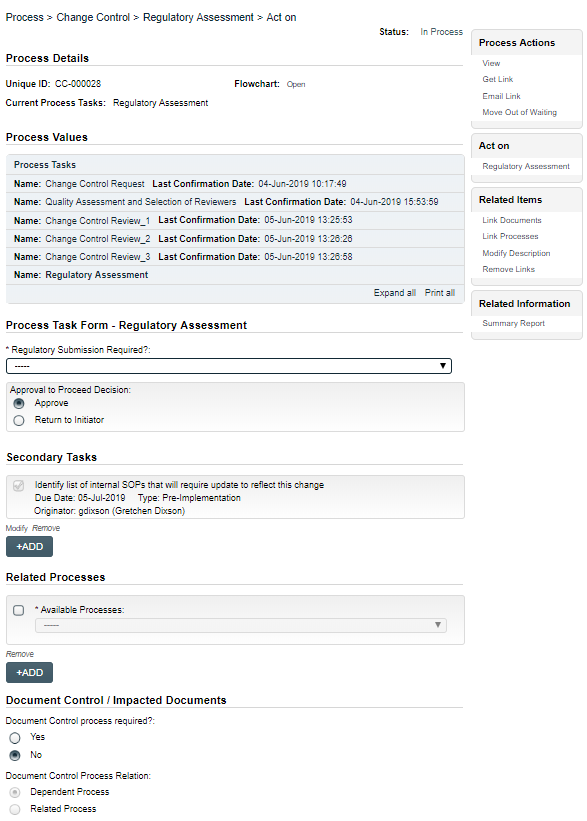 Process > Change Control > Regulatory Assessment > Act on
Status: In Process
Process Details
Unique ID: CC-000028 Flowchart: Open
Current Process Tasks: Regulatory Assessment
Process Values
Process Tasks
Name: Change Control Request Last Confirmation Date: 04-Jun-2019 10:17:49
Name: Quality Assessment and Selection of Reviewers Last Confirmation Date: 04-Jun-2019 15:53:59
Name: Change Control Review_1 Last Confirmation Date: 05-Jun-2019 13:25:53
Name: Change Control Review_2 Last Confirmation Date: 05-Jun-2019 13:26:26
Name: Change Control Review_3 Last Confirmation Date: 05-Jun-2019 13:26:58
Name: Regulatory Assessment
Expand all Print all
Process Task Form - Regulatory Assessment
* Regulatory Submission Required?:
-----
Approval to Proceed Decision:
Approve
Return to Initiator
Secondary Tasks
Identify list of internal SOPs that will require update to reflect this change
Due Date: 05-Jul-2019 Type: Pre-Implementation
Originator: gdixson (Gretchen Dixson)
Modify Remove
+ADD
Related Processes
* Available Processes:
-----
Remove
+ADD
Document Control / Impacted Documents
Document Control process required?:
Yes
No
Document Control Process Relation:
Dependent Process
Related Process
Process Actions
View
Get Link
Email Link
Move Out of Waiting
Act on
Regulatory Assessment
Related Items
Link Documents
Link Processes
Modify Description
Remove Links
Related Information
Summary Report